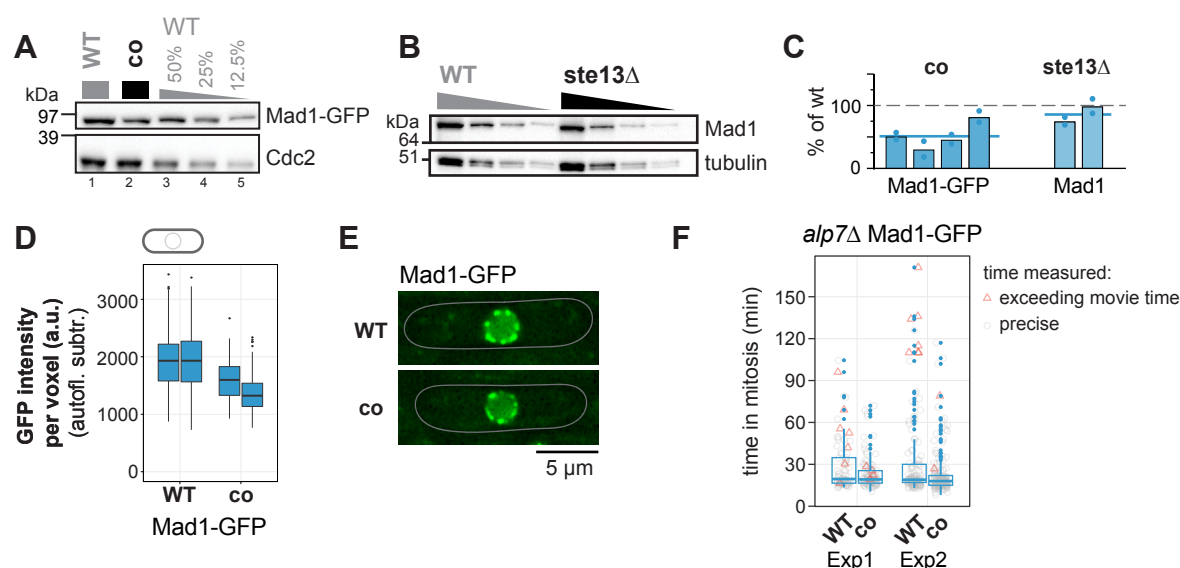 A
WT
co
WT
50%
25%
12.5%
kDa
97
39
Mad1-GFP
Cdc2
1 2 3 4 5
B
WT
ste13Δ
kDa
64
51
Mad1
tubulin
C
co
ste13Δ
% of wt
100
50
0
Mad1-GFP
Mad1
D
GFP intensity
per voxel (a.u.)
(autofl. subtr.)
3000
2000
1000
0
WT
co
Mad1-GFP
E
Mad1-GFP
WT
co
5 µm
F
alp7Δ Mad1-GFP
time in mitosis (min)
150
120
90
60
30
0
WT
co
WT
co
Exp1
Exp2
time measured:
exceeding movie time
precise